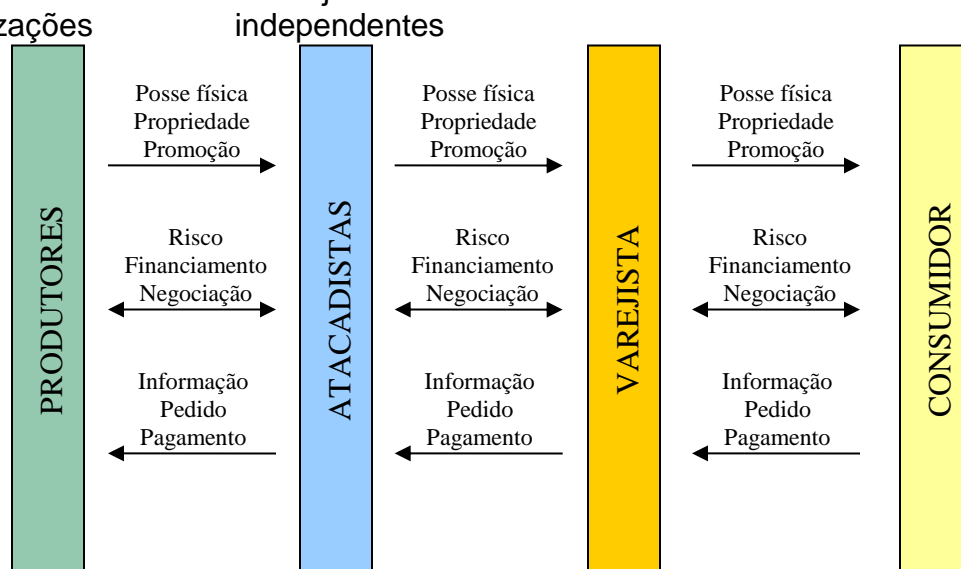 independentes
PRODUTORES
Posse física
Propriedade
Promoção
Risco
Financiamento
Negociação
Informação
Pedido
Pagamento
ATACADISTAS
Posse física
Propriedade
Promoção
Risco
Financiamento
Negociação
Informação
Pedido
Pagamento
VAREJISTA
Posse física
Propriedade
Promoção
Risco
Financiamento
Negociação
Informação
Pedido
Pagamento
CONSUMIDOR